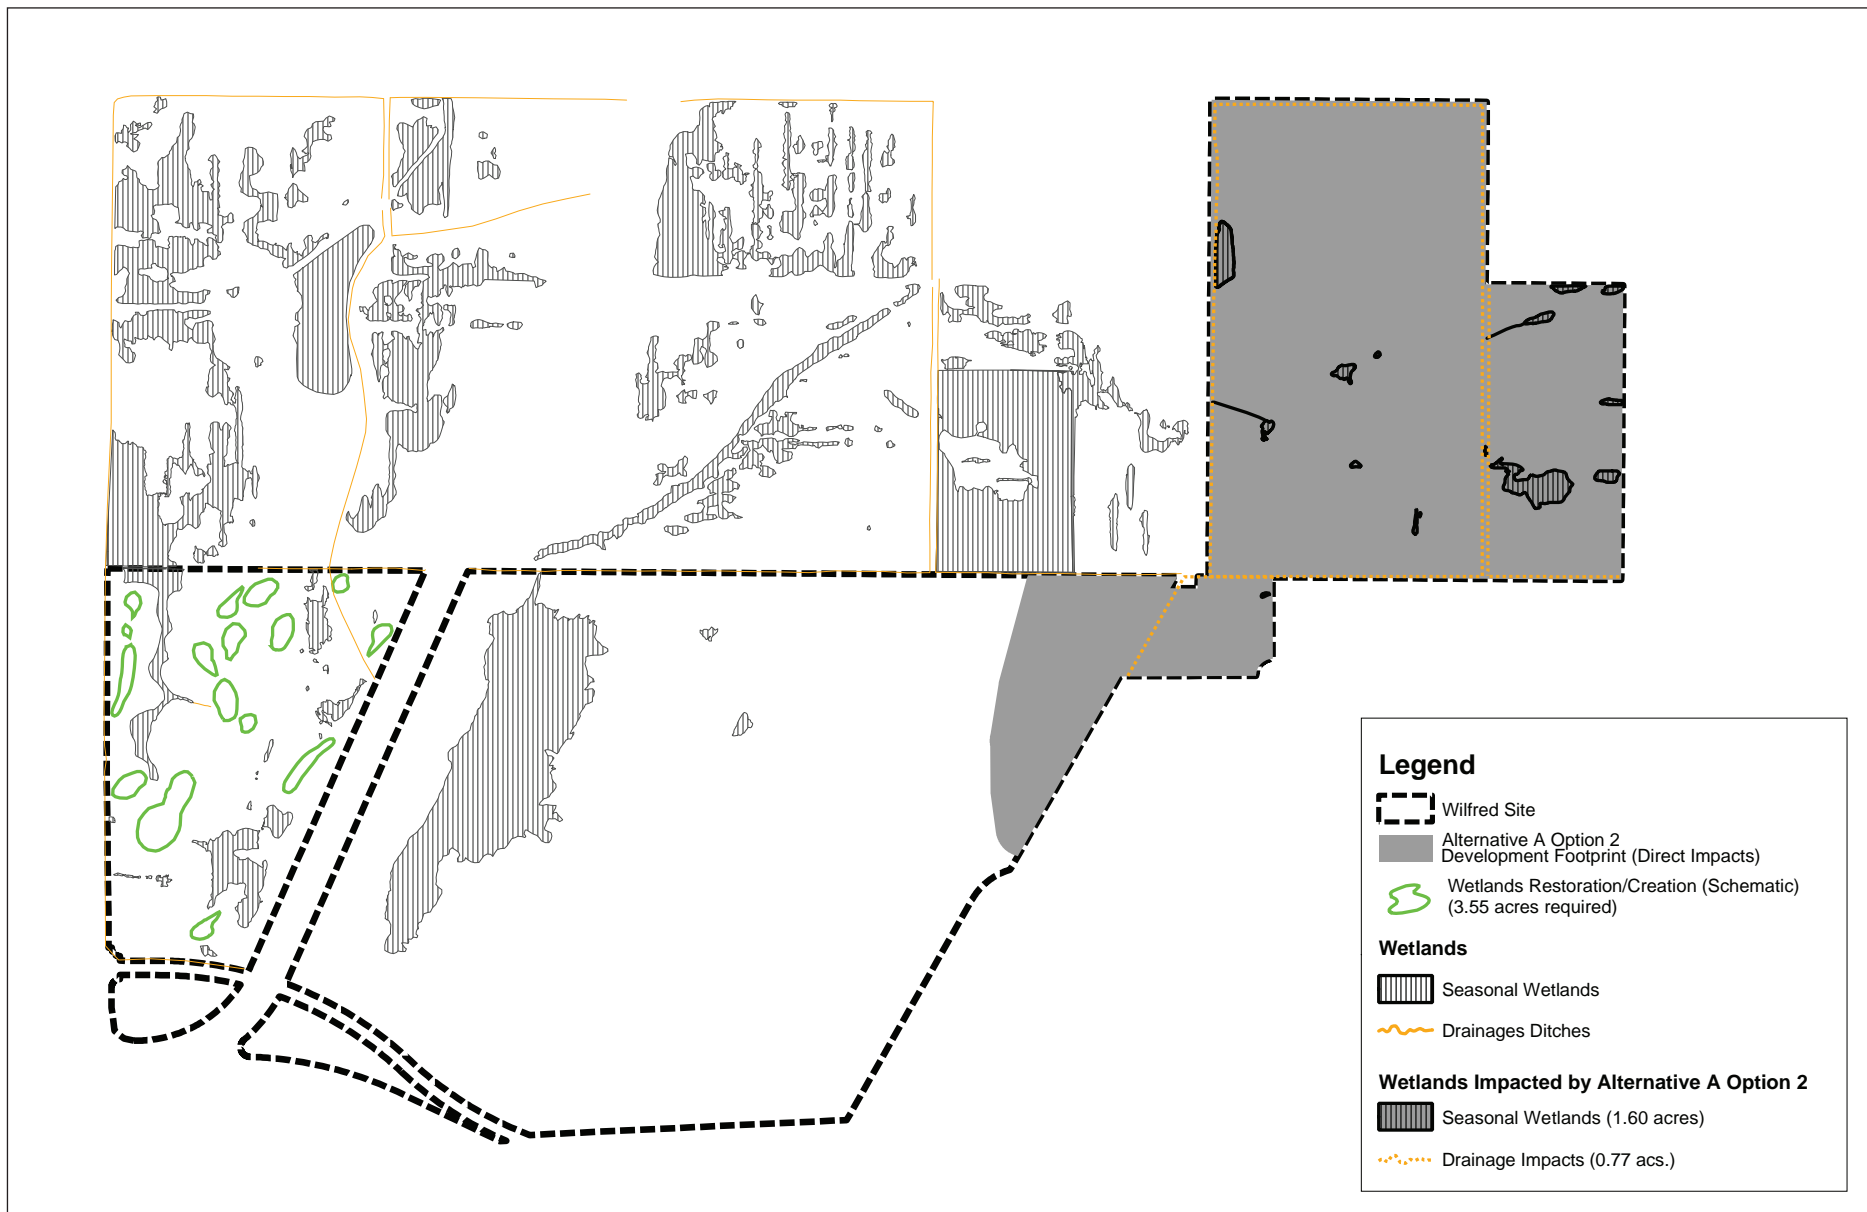 Legend
Wilfred Site
Alternative A Option 2
Development Footprint (Direct Impacts)
Wetlands Restoration/Creation (Schematic)
(3.55 acres required)
Wetlands
Seasonal Wetlands
Drainages Ditches
Wetlands Impacted by Alternative A Option 2
Seasonal Wetlands (1.60 acres)
Drainage Impacts (0.77 acs.)